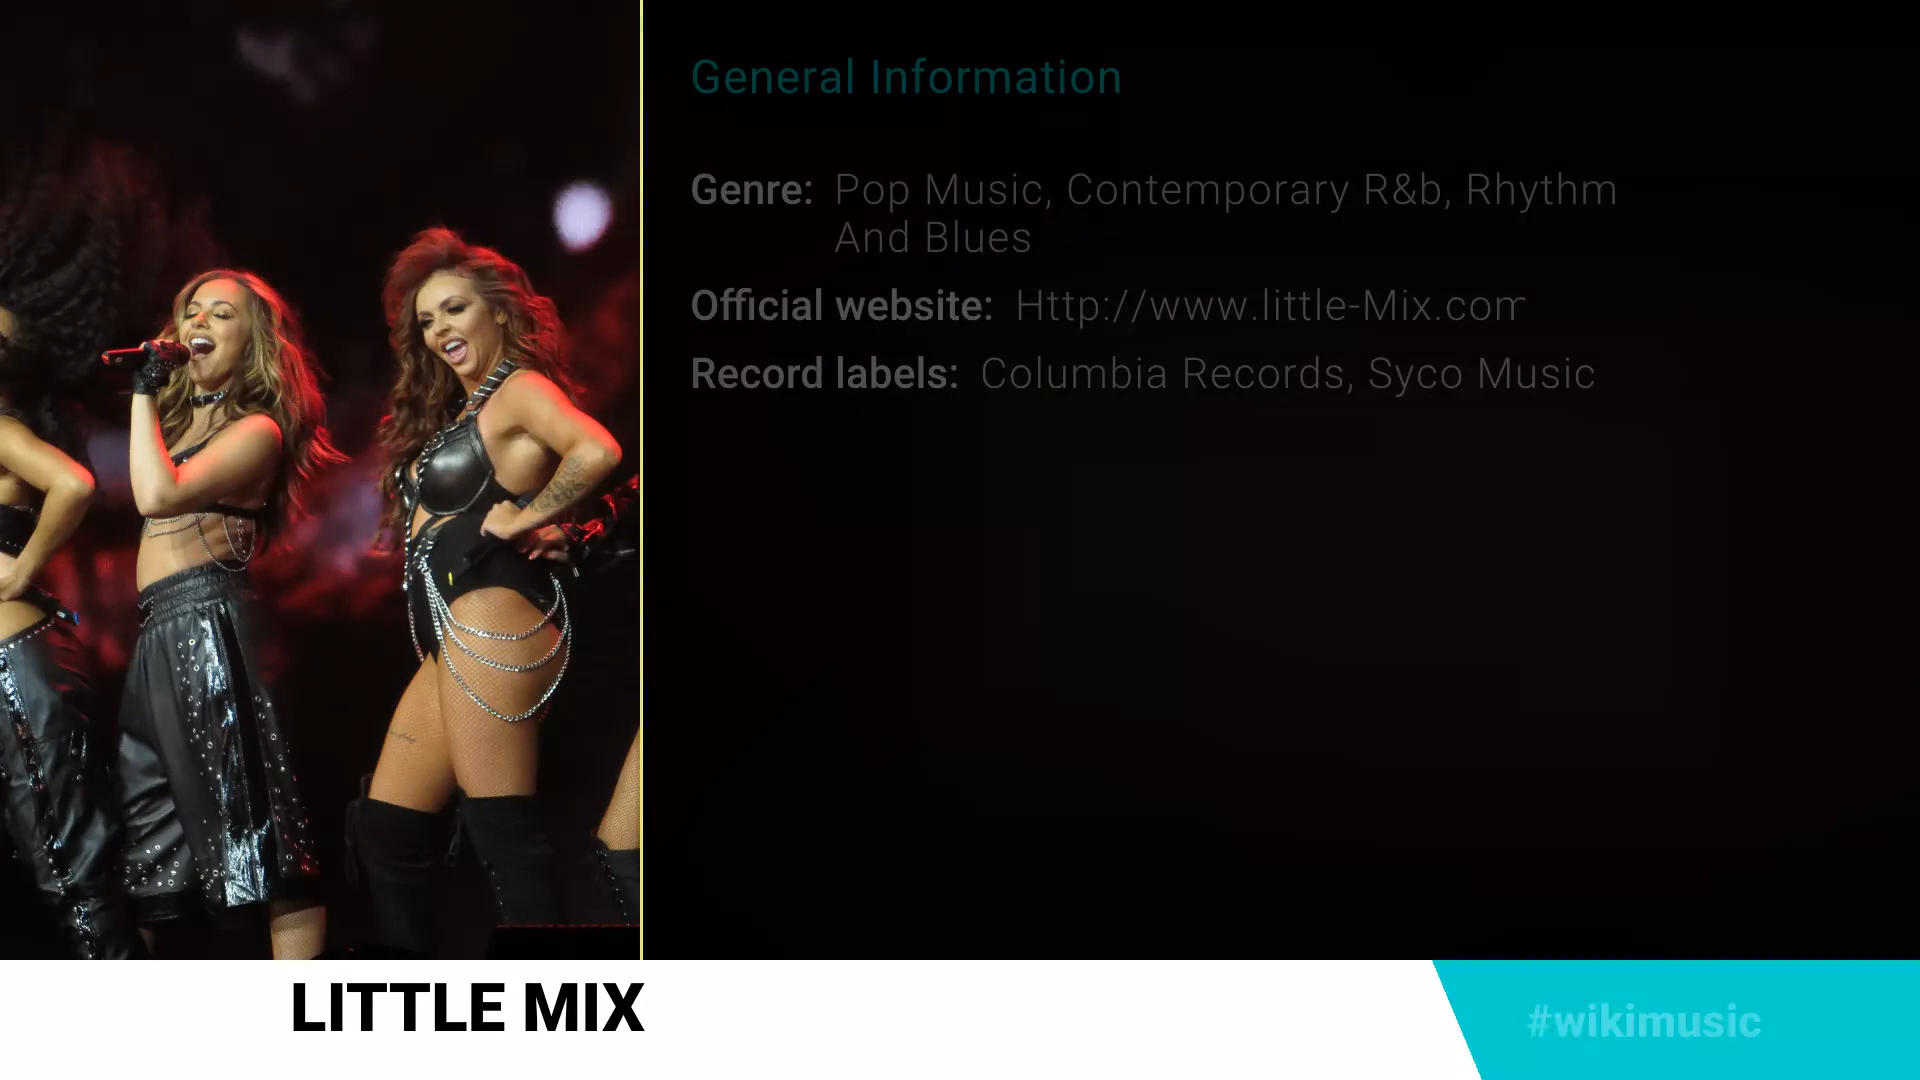 General Information
Genre: Pop Music, Contemporary R&b, Rhythm
And Blues
Official website: Http://www.little-Mix.com
Record labels: Columbia Records, Syco Music
LITTLE MIX
#wikimusic